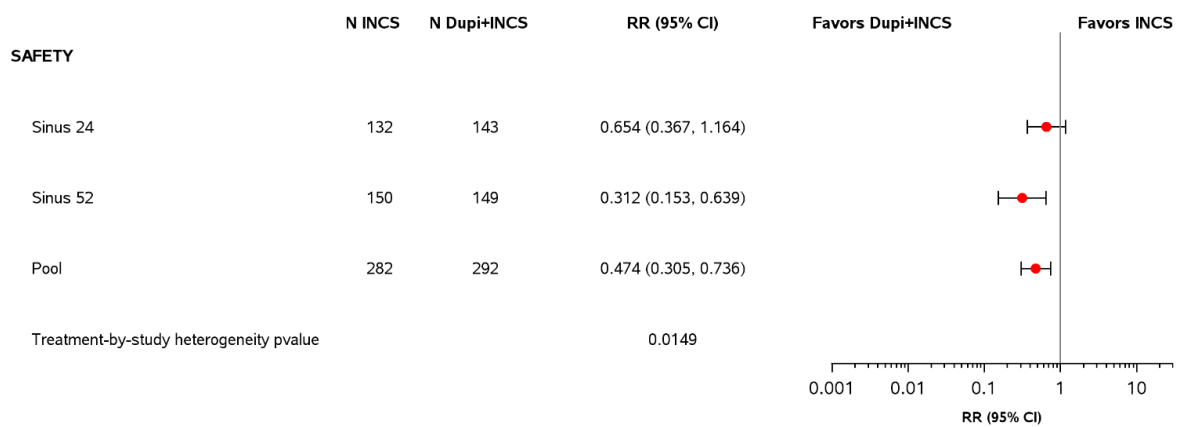 N INCS N Dupi+INCS RR (95% CI) Favors Dupi+INCS Favors INCS
SAFETY
Sinus 24 132 143 0.654 (0.367, 1.164)
Sinus 52 150 149 0.312 (0.153, 0.639)
Pool 282 292 0.474 (0.305, 0.736)
Treatment-by-study heterogeneity pvalue 0.0149
0.001 0.01 0.1 1 10
RR (95% CI)